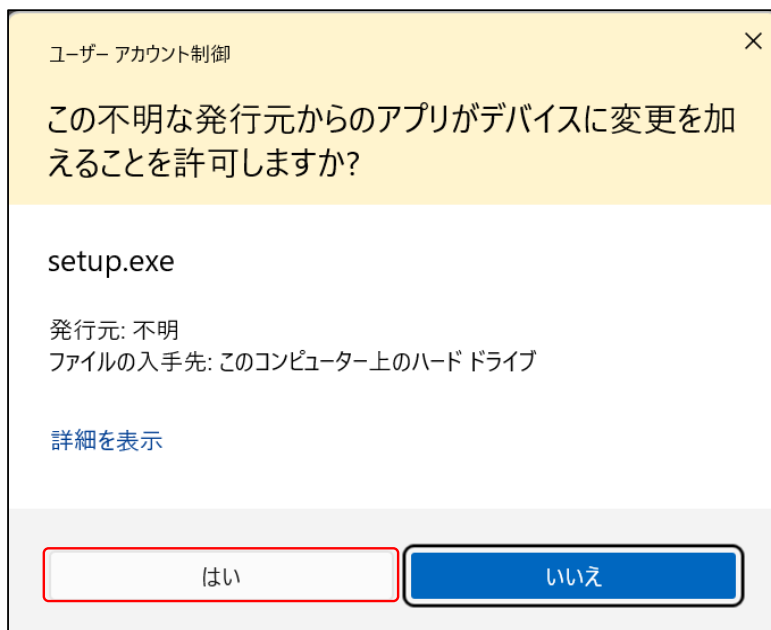 ユーザー アカウント制御
この不明な発行元からのアプリがデバイスに変更を加
えることを許可しますか?
setup.exe
発行元: 不明
ファイルの入手先: このコンピューター上のハード ドライブ
詳細を表示
はい
いいえ